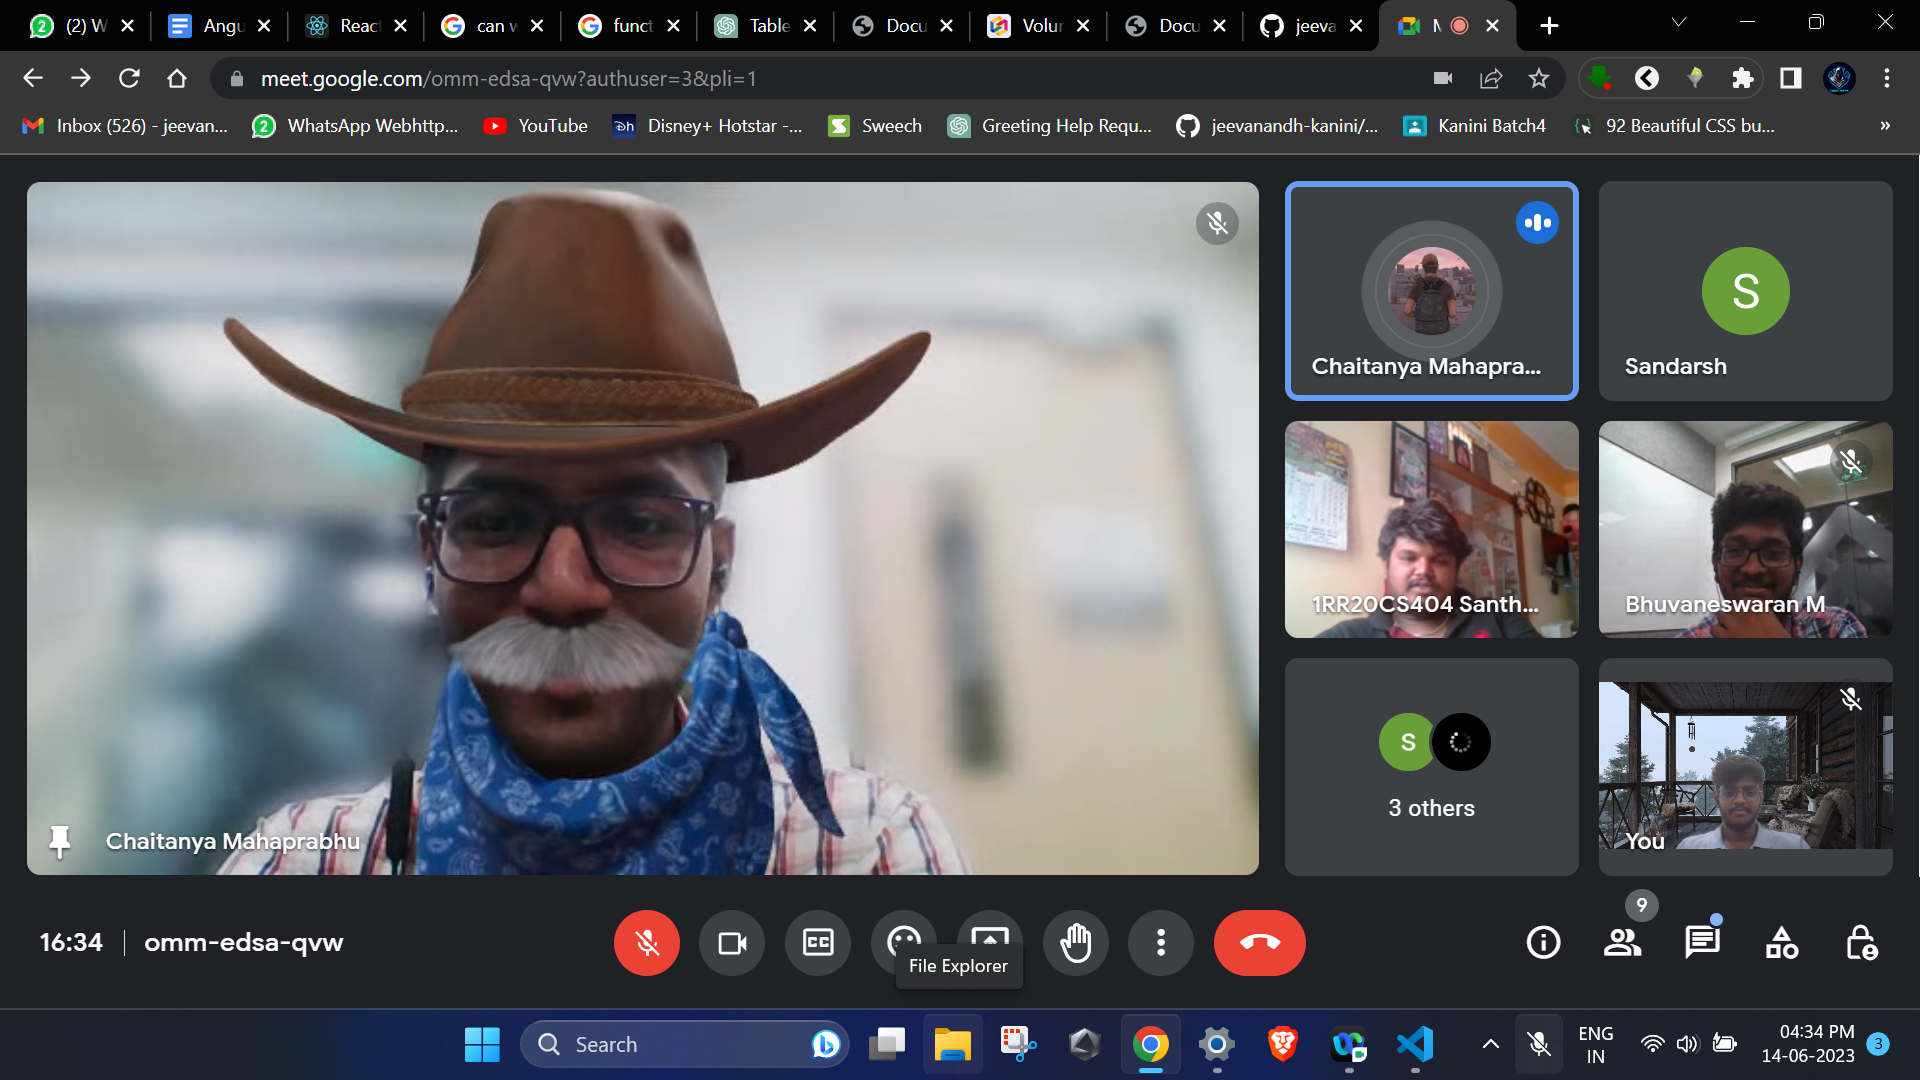 (2) W
Angu
React
can w
funct
Table
Docu
Volur
Docu
jeeva
meet.google.com/omm-edsa-qvw?authuser=3&pli=1
Inbox (526) - jeevan...
2
WhatsApp Webhttp...
YouTube
Disney+ Hotstar -...
Sweech
Greeting Help Requ...
jeevanandh-kanini/...
Kanini Batch4
92 Beautiful CSS bu...
»
Chaitanya Mahaprabhu
Chaitanya Mahapra...
S
Sandarsh
1RR20CS404 Santh...
Bhuvaneswaran M
S
3 others
You
16:34
omm-edsa-qvw
CC
File Explorer
9
Search
ENG
IN
04:34 PM
14-06-2023
3